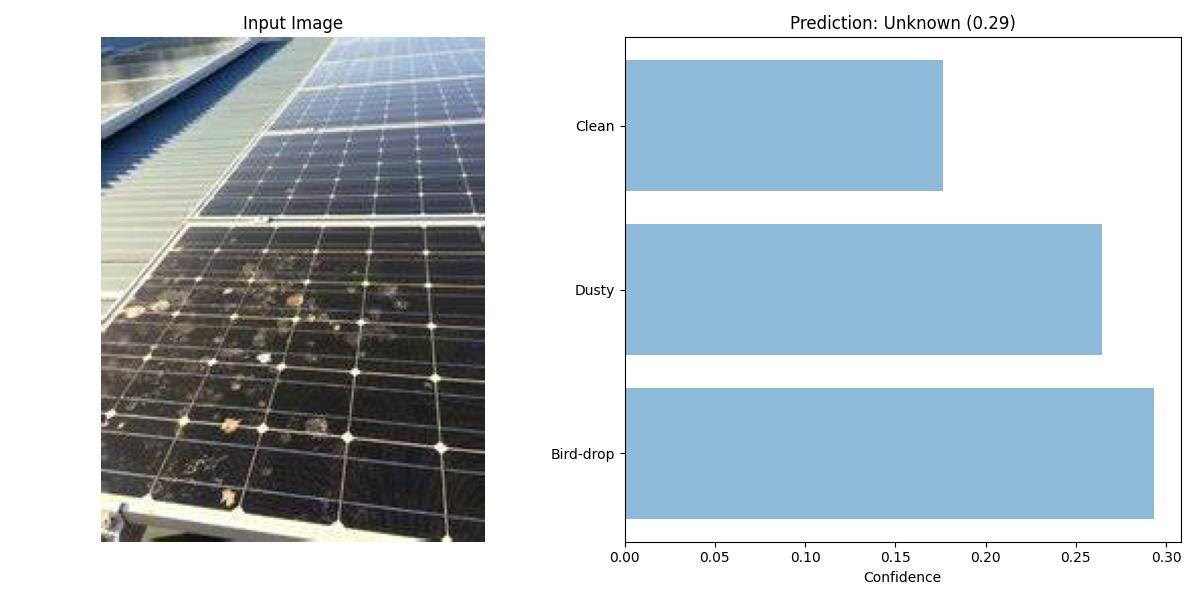 Input Image
Prediction: Unknown (0.29)
Clean
Dusty
Bird-drop
0.00 0.05 0.10 0.15 0.20 0.25 0.30
Confidence